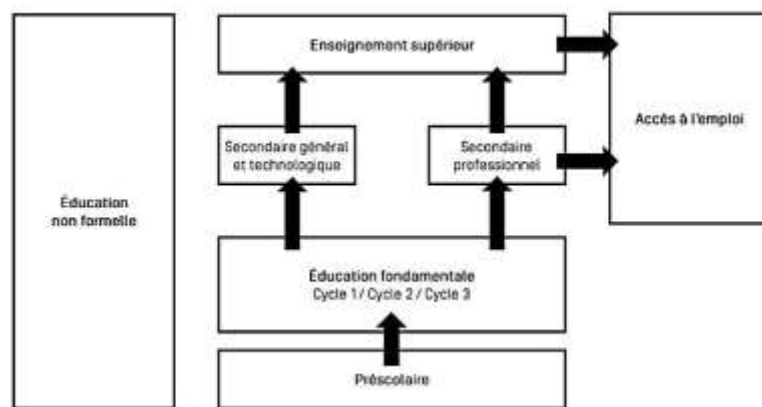 Enseignement supérieur
Accès à l'emploi
Secondaire général
et technologique
Secondaire
professionnel
Éducation
non formelle
Éducation fondamentale
Cycle 1 / Cycle 2 / Cycle 3
Préscolaire